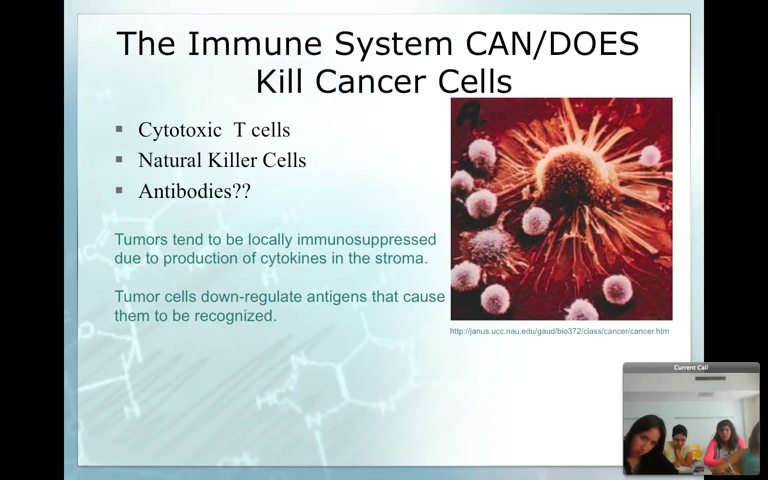 The Immune System CAN/DOES
Kill Cancer Cells
Cytotoxic T cells
Natural Killer Cells
Antibodies??
Tumors tend to be locally immunosuppressed
due to production of cytokines in the stroma.
Tumor cells down-regulate antigens that cause
them to be recognized.
http://janus.ucc.nau.edu/gaud/bio372/class/cancer/cancer.htm
Current Call